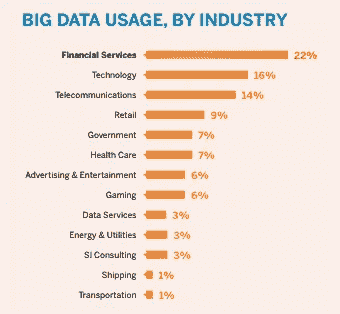 BIG DATA USAGE, BY INDUSTRY
Financial Services 22%
Technology 16%
Telecommunications 14%
Retail 9%
Government 7%
Health Care 7%
Advertising & Entertainment 6%
Gaming 6%
Data Services 3%
Energy & Utilities 3%
SI Consulting 3%
Shipping 1%
Transportation 1%